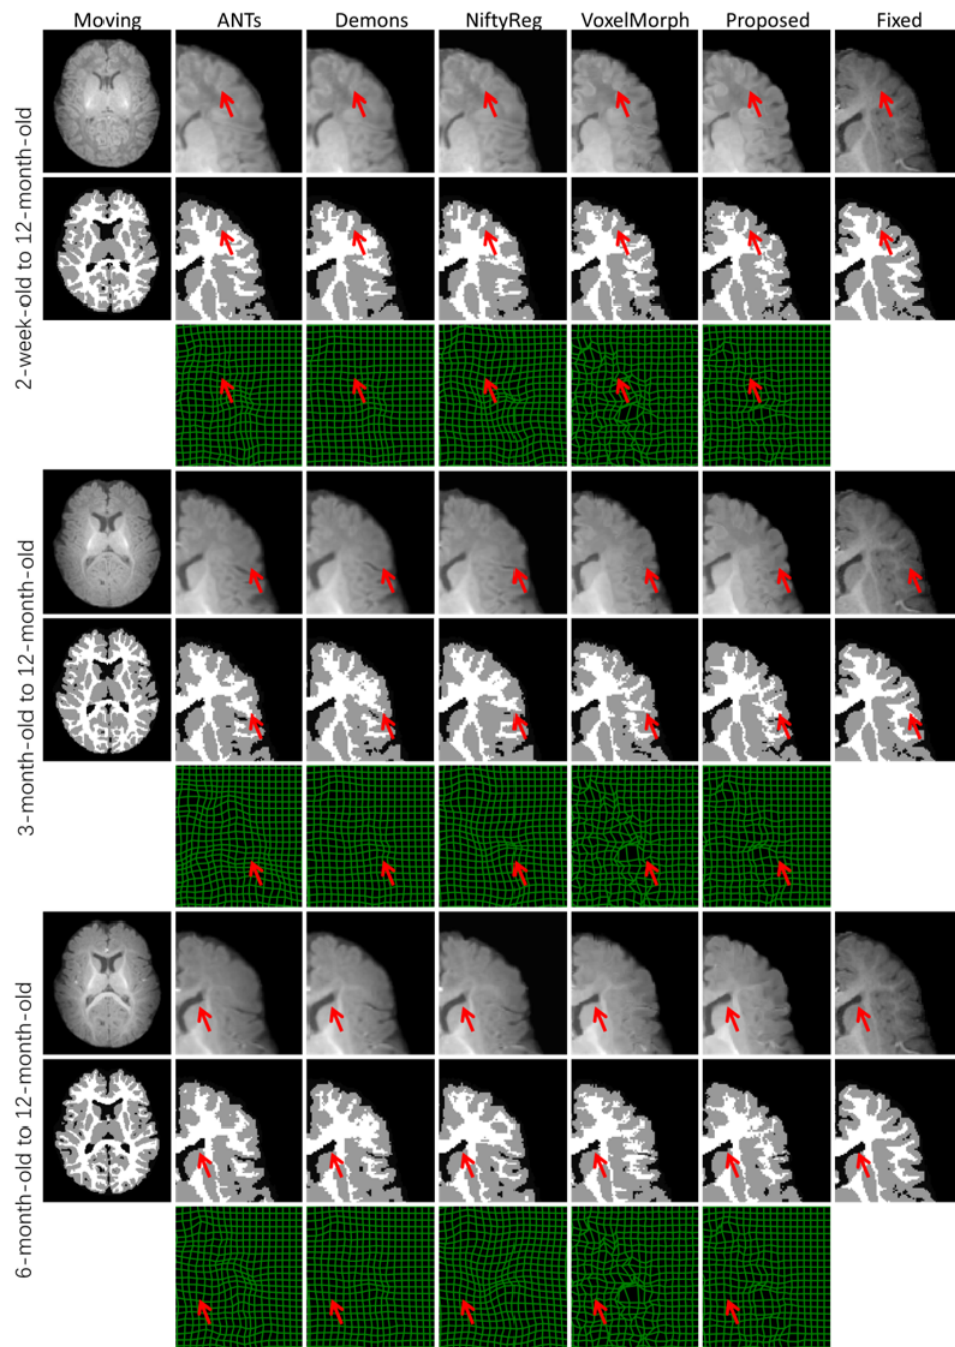 Moving ANTs Demons NiftyReg VoxelMorph Proposed Fixed
2-week-old to 12-month-old
3-month-old to 12-month-old
6-month-old to 12-month-old